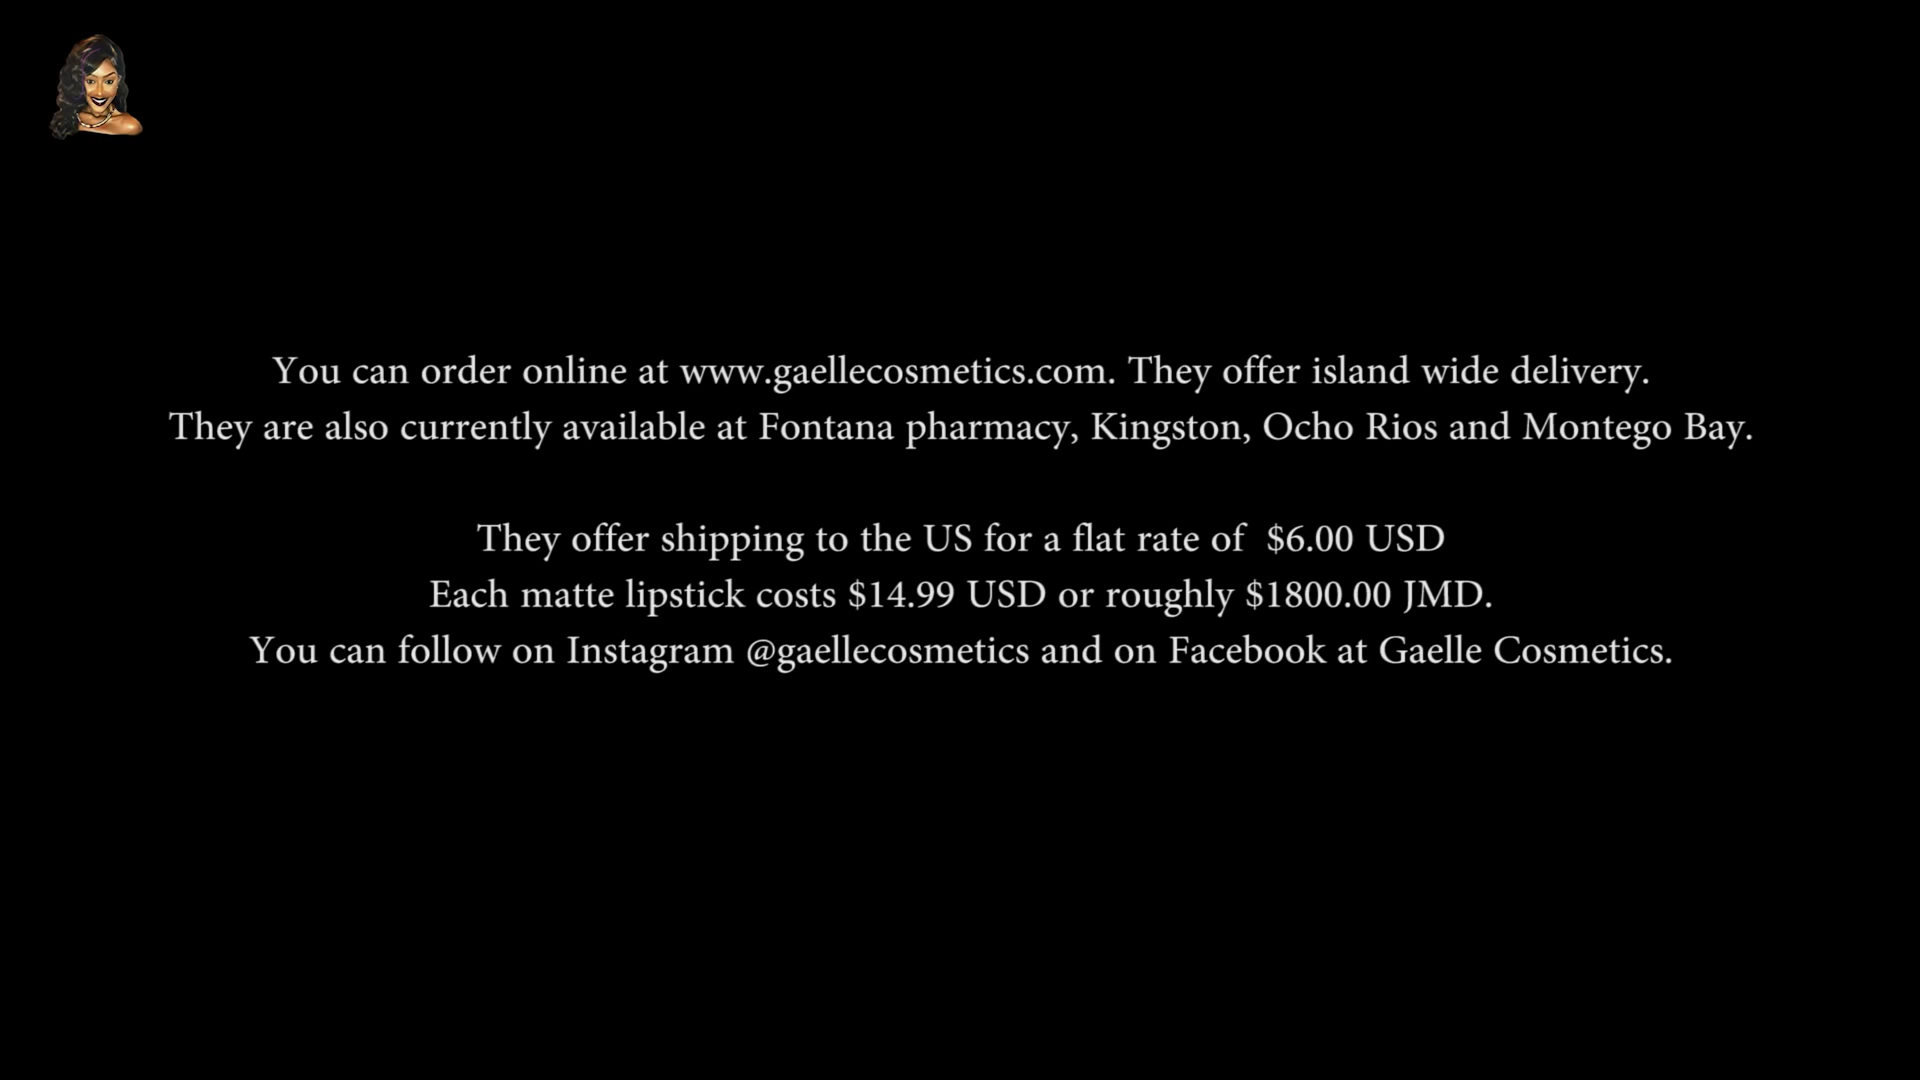 You can order online at www.gaellecosmetics.com. They offer island wide delivery.
They are also currently available at Fontana pharmacy, Kingston, Ocho Rios and Montego Bay.
They offer shipping to the US for a flat rate of  $6.00 USD
Each matte lipstick costs $14.99 USD or roughly $1800.00 JMD.
You can follow on Instagram @gaellecosmetics and on Facebook at Gaelle Cosmetics.